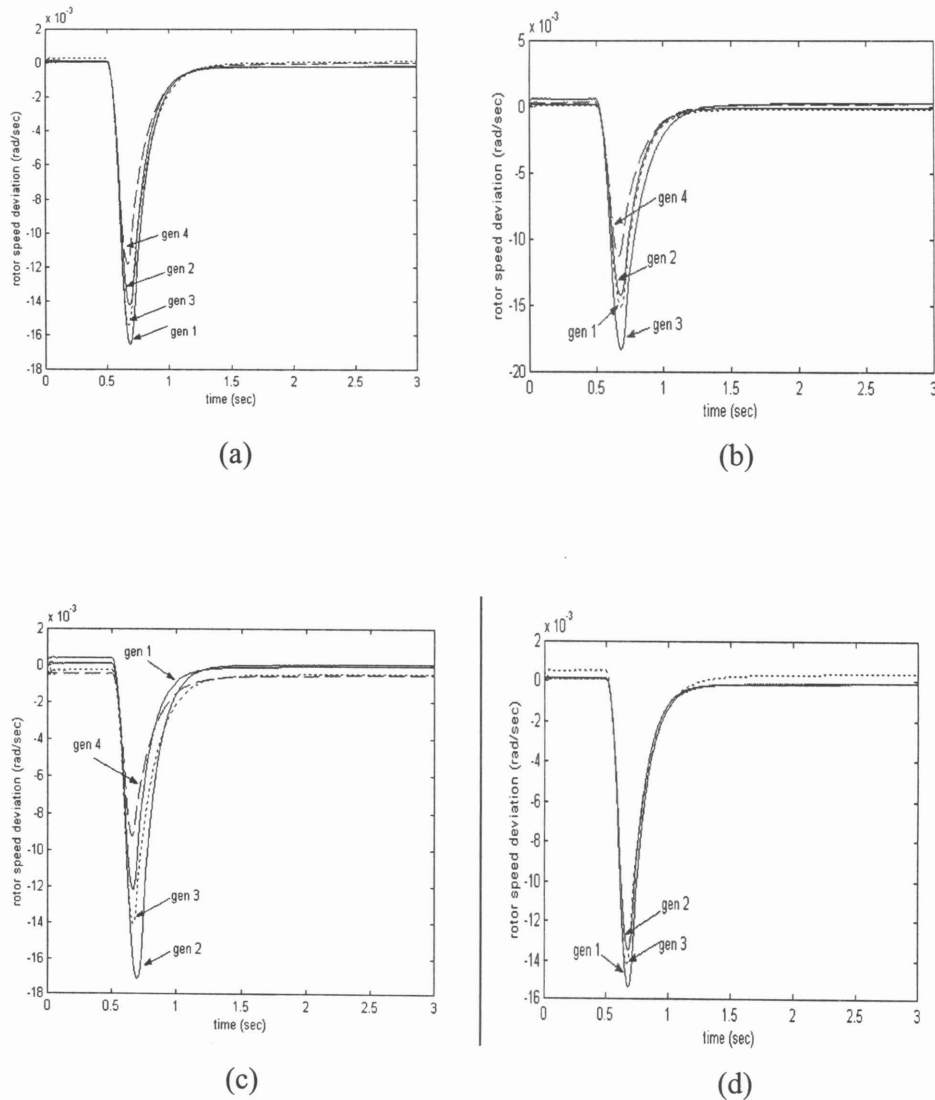 x 10⁻³
2
0
-2
-4
-6
-8
-10
-12
-14
-16
-18
rotor speed deviation (rad/sec)
gen 4
gen 2
gen 3
gen 1
0 0.5 1 1.5 2 2.5 3
time (sec)
(a)
x 10⁻³
5
0
-5
-10
-15
-20
rotor speed deviation (rad/sec)
gen 4
gen 2
gen 1
gen 3
0 0.5 1 1.5 2 2.5 3
time (sec)
(b)
x 10⁻³
2
0
-2
-4
-6
-8
-10
-12
-14
-16
-18
rotor speed deviation (rad/sec)
gen 1
gen 4
gen 3
gen 2
0 0.5 1 1.5 2 2.5 3
time (sec)
(c)
x 10⁻³
2
0
-2
-4
-6
-8
-10
-12
-14
-16
rotor speed deviation (rad/sec)
gen 2
gen 1
gen 3
0 0.5 1 1.5 2 2.5 3
time (sec)
(d)